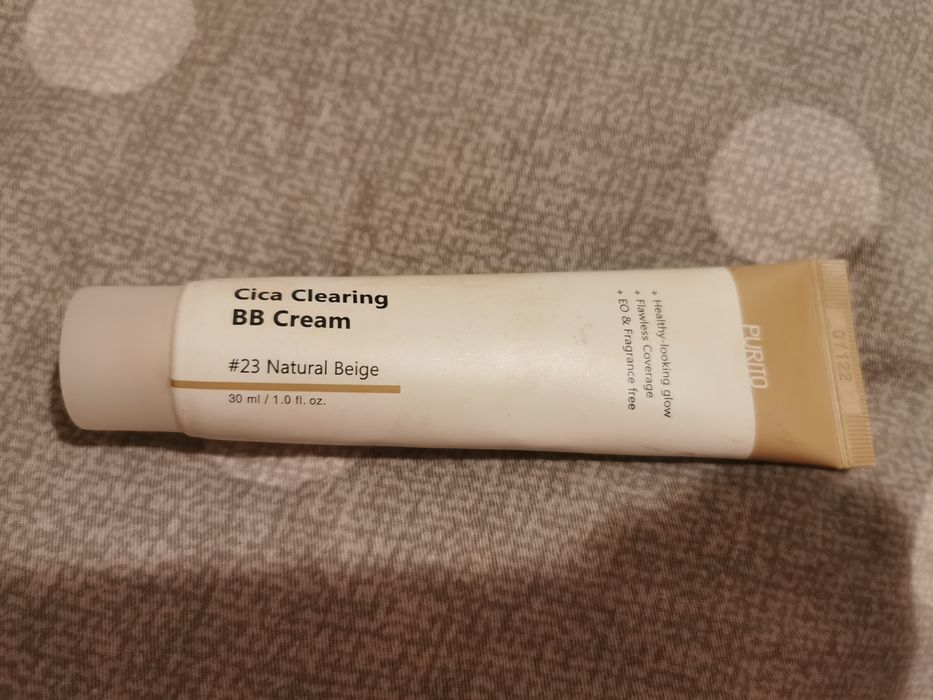 Cica Clearing
BB Cream
#23 Natural Beige
30 ml / 1.0 fl. oz.
+ Healthy-looking glow
+ Flawless Coverage
+ EO & Fragrance free
PURITO